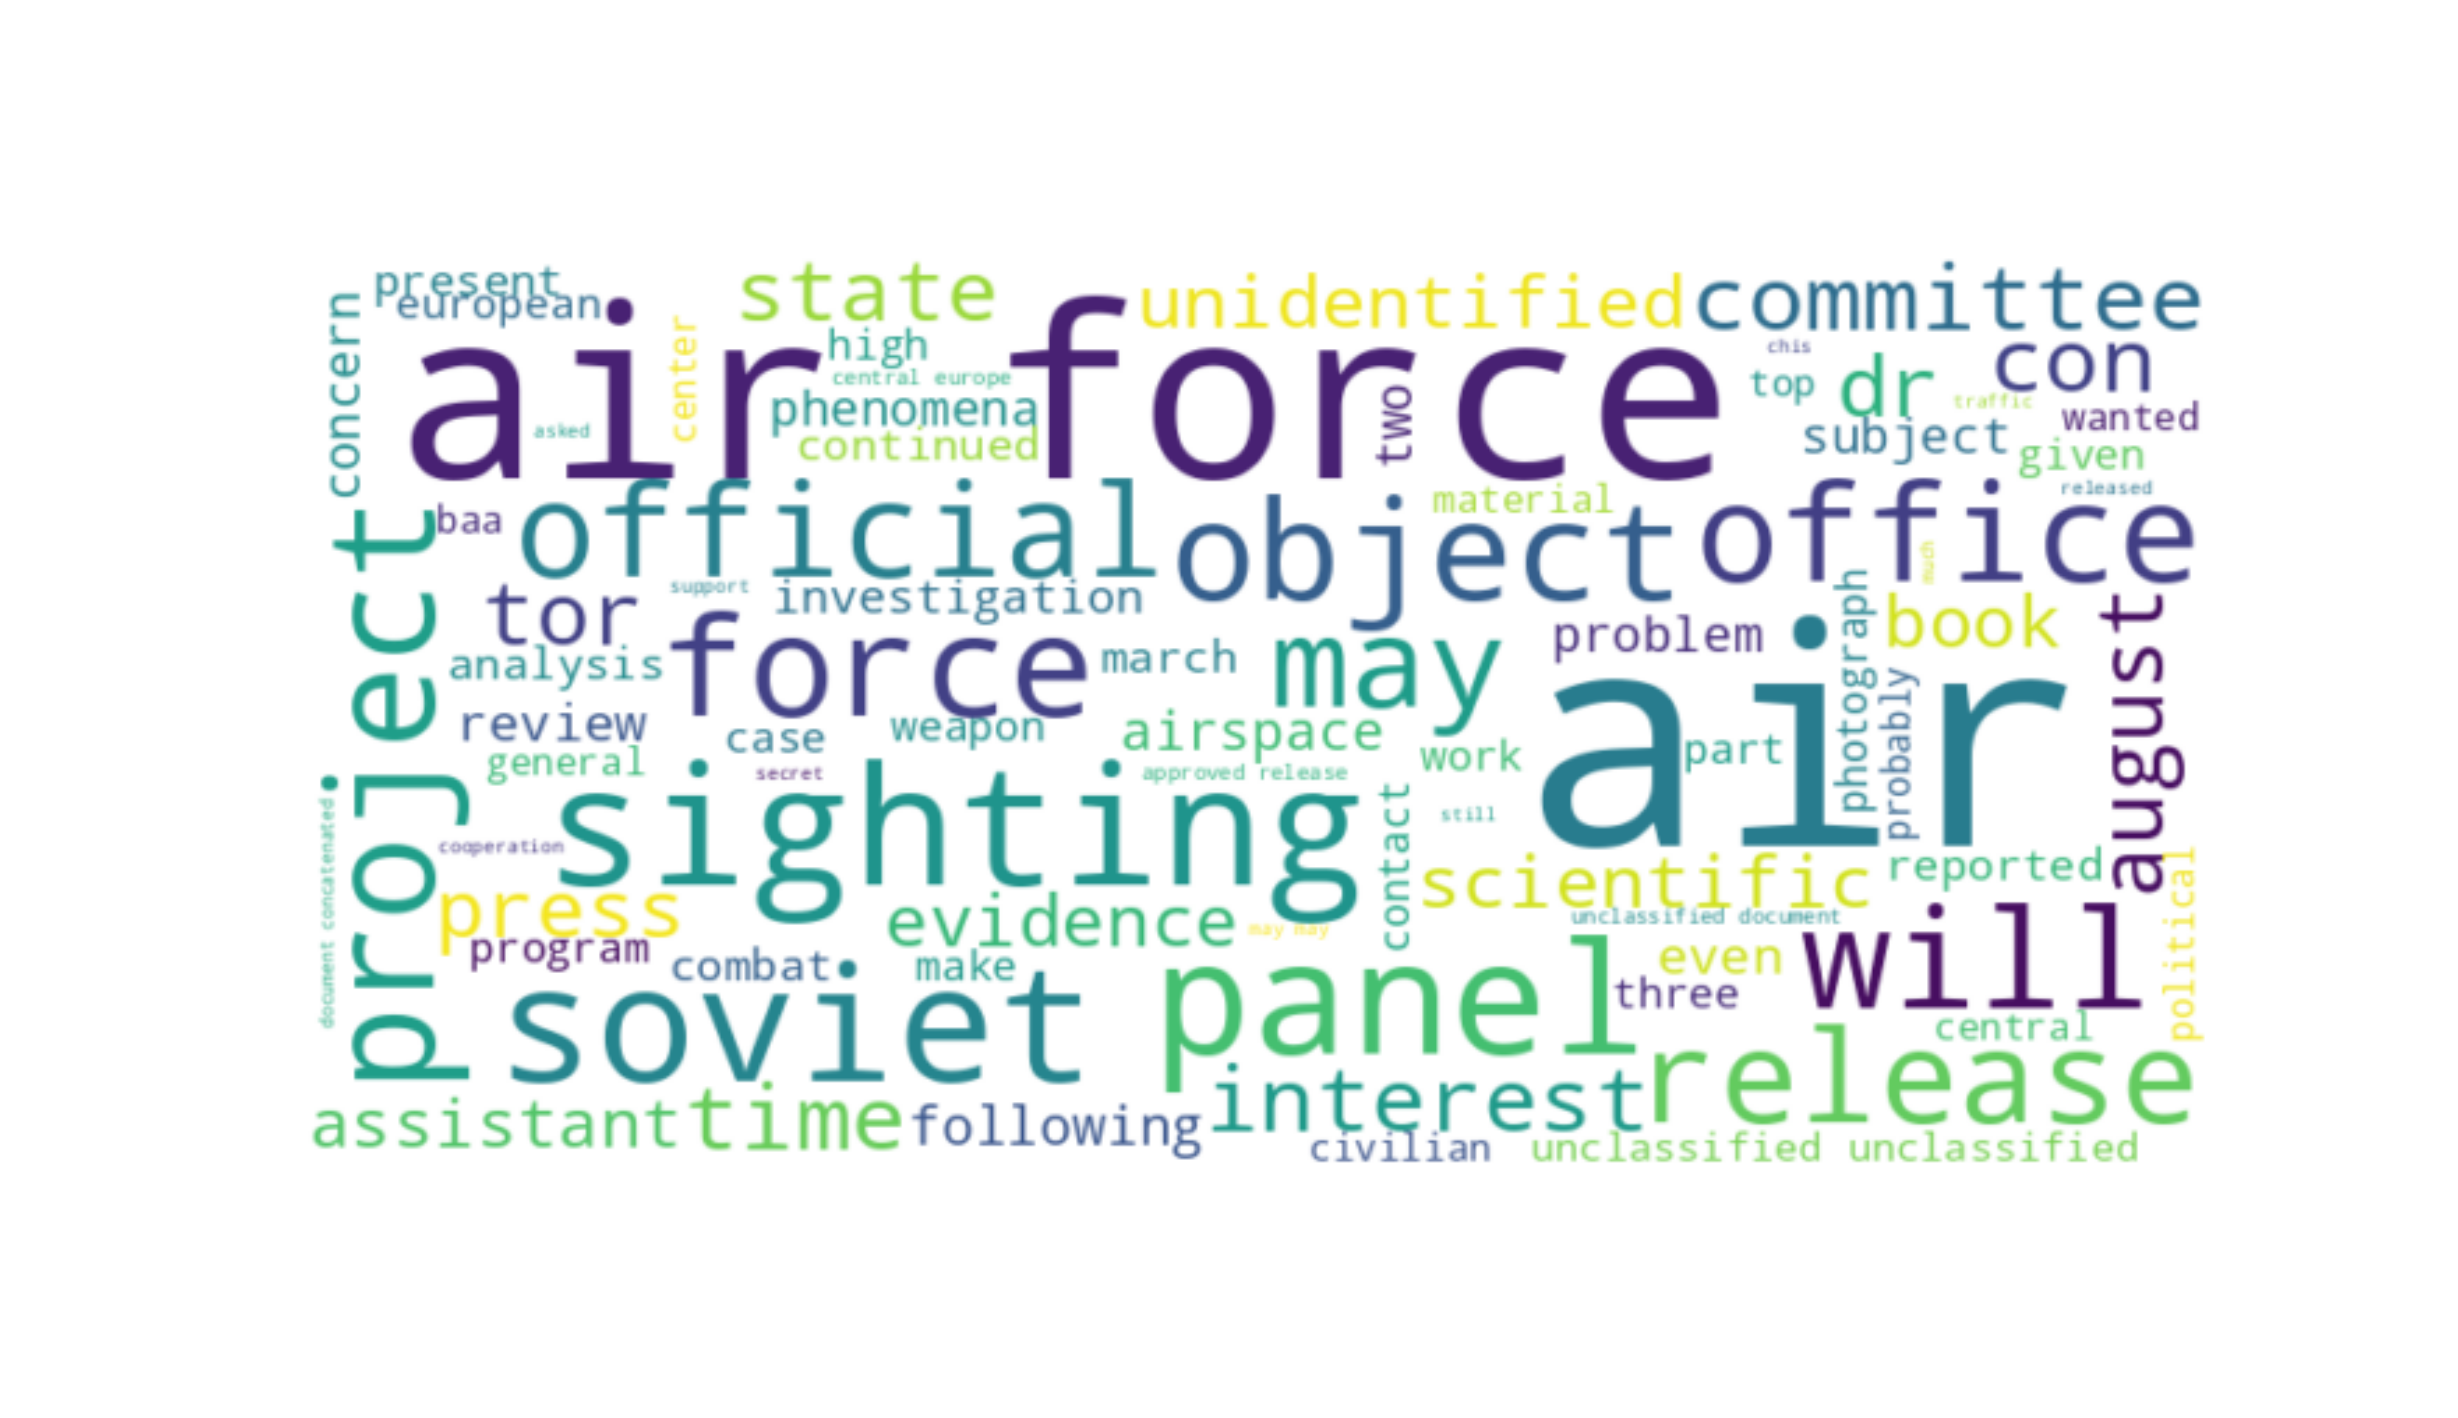 present
european
concern
air force
center
asked
state
high
central europe
phenomena
continued
two
unidentified
committee
chis
con
top
dr
traffic
wanted
subject
given
released
material
project
baa
official
object
office
much
support
investigation
tor
force
analysis
march
may
problem
photograph
book
august
review
case
weapon
airspace
work
air
part
probably
general
secret
approved release
sighting
contact
still
document concatenated
cooperation
scientific
reported
political
press
evidence
may may
unclassified document
program
combat
make
panel
even
three
will
soviet
central
release
assistant
time
following
interest
civilian
unclassified unclassified